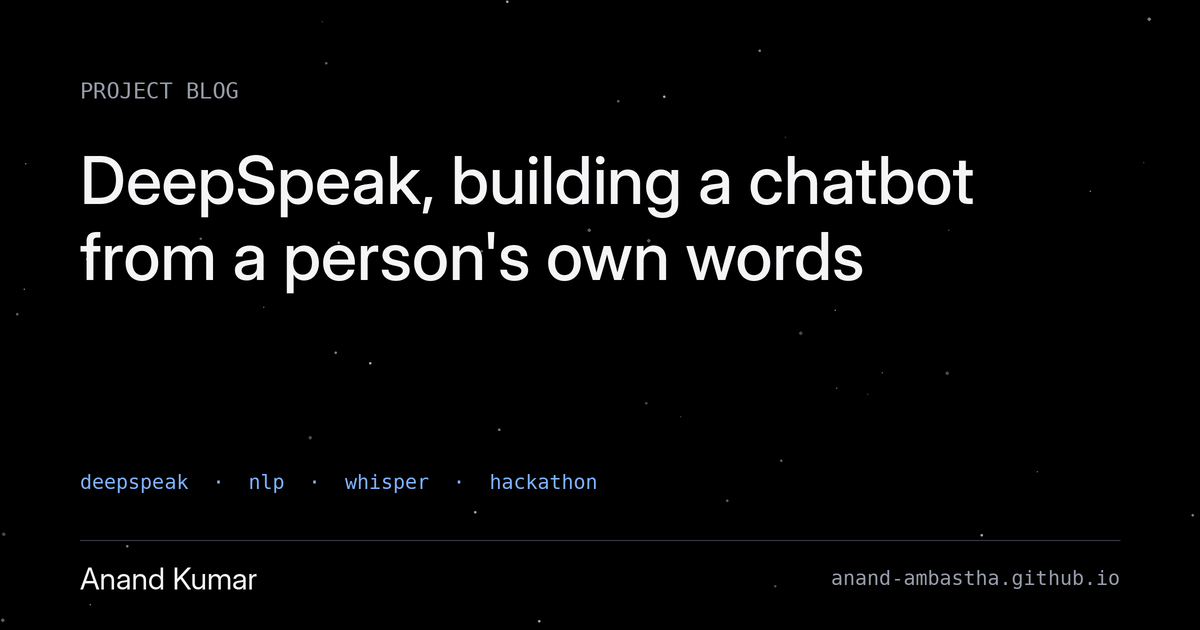 PROJECT BLOG
DeepSpeak, building a chatbot
from a person's own words
deepspeak · nlp · whisper · hackathon
Anand Kumar
anand-ambastha.github.io